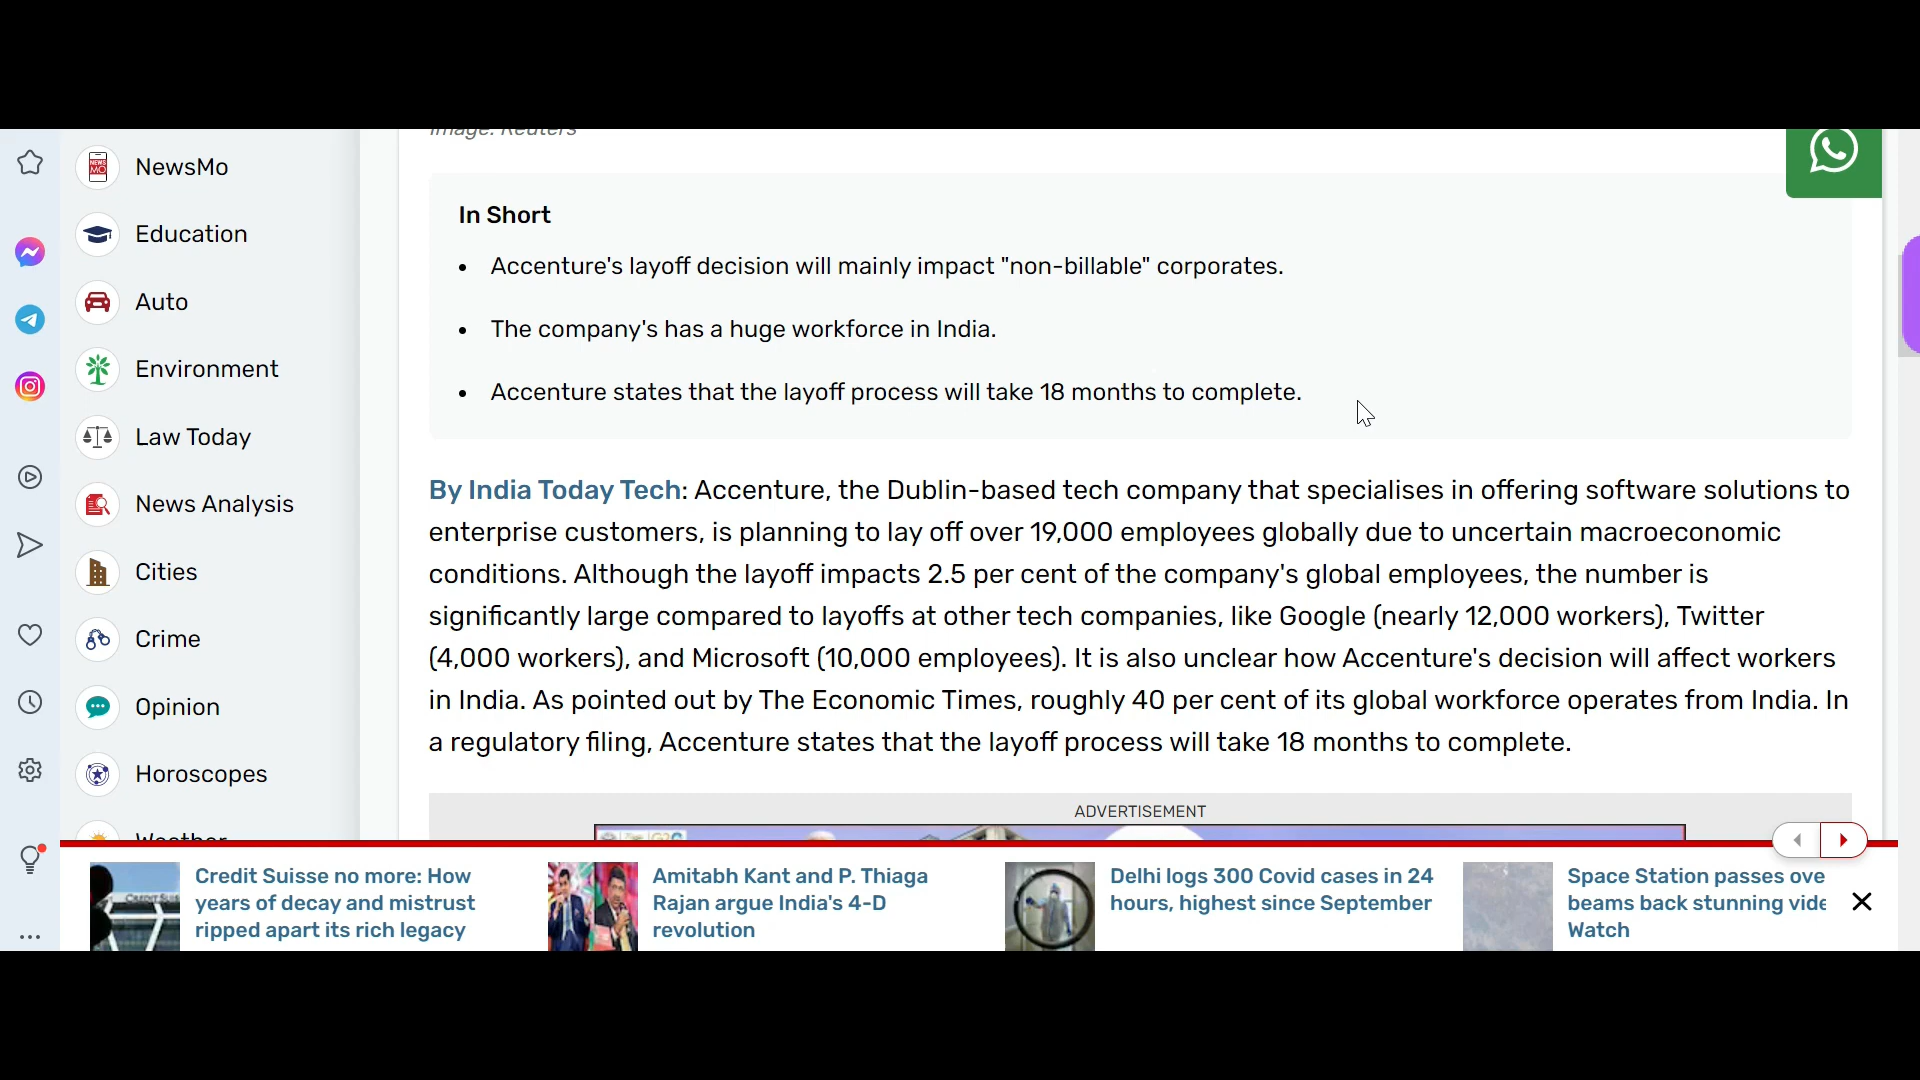 Image: Reuters
NewsMo
Education
Auto
Environment
Law Today
News Analysis
Cities
Crime
Opinion
Horoscopes
Weather
In Short
• Accenture's layoff decision will mainly impact "non-billable" corporates.
• The company's has a huge workforce in India.
• Accenture states that the layoff process will take 18 months to complete.
By India Today Tech: Accenture, the Dublin-based tech company that specialises in offering software solutions to
enterprise customers, is planning to lay off over 19,000 employees globally due to uncertain macroeconomic
conditions. Although the layoff impacts 2.5 per cent of the company's global employees, the number is
significantly large compared to layoffs at other tech companies, like Google (nearly 12,000 workers), Twitter
(4,000 workers), and Microsoft (10,000 employees). It is also unclear how Accenture's decision will affect workers
in India. As pointed out by The Economic Times, roughly 40 per cent of its global workforce operates from India. In
a regulatory filing, Accenture states that the layoff process will take 18 months to complete.
ADVERTISEMENT
Credit Suisse no more: How
years of decay and mistrust
ripped apart its rich legacy
Amitabh Kant and P. Thiaga
Rajan argue India's 4-D
revolution
Delhi logs 300 Covid cases in 24
hours, highest since September
Space Station passes ove
beams back stunning vide
Watch